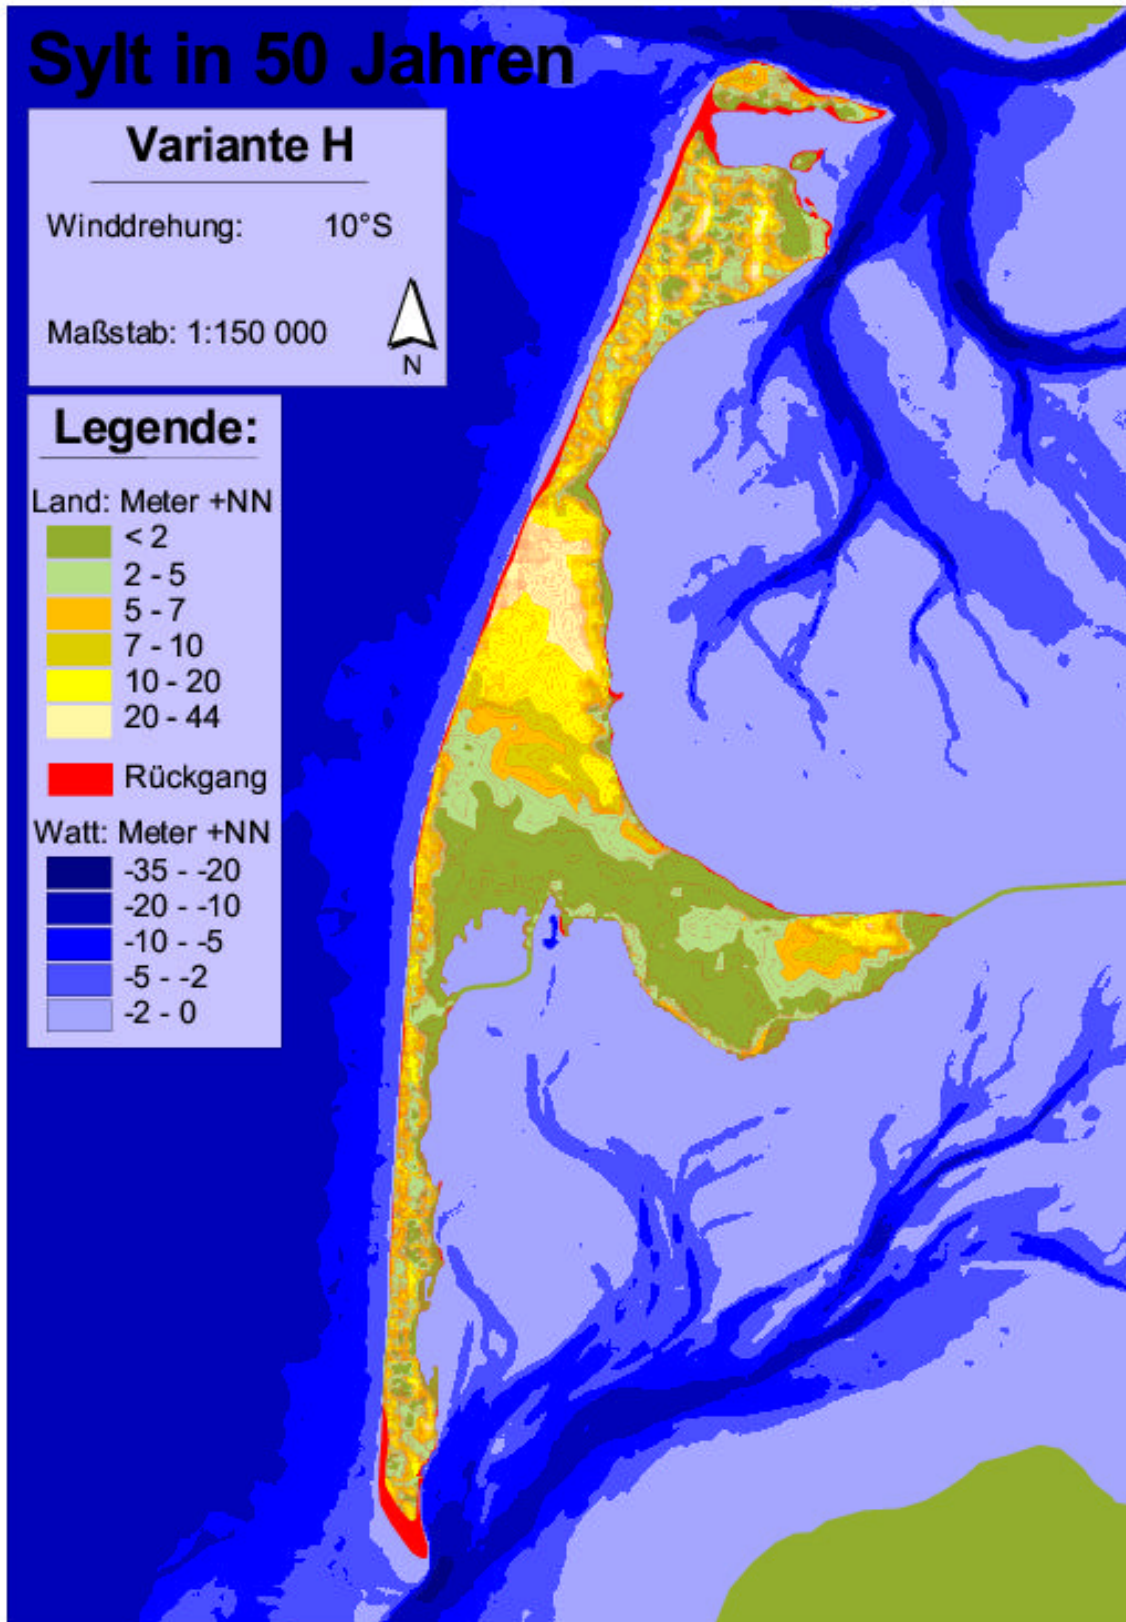 Sylt in 50 Jahren
Variante H
Winddrehung: 10°S
Maßstab: 1:150 000
N
Legende:
Land: Meter +NN
< 2
2 - 5
5 - 7
7 - 10
10 - 20
20 - 44
Rückgang
Watt: Meter +NN
-35 - -20
-20 - -10
-10 - -5
-5 - -2
-2 - 0